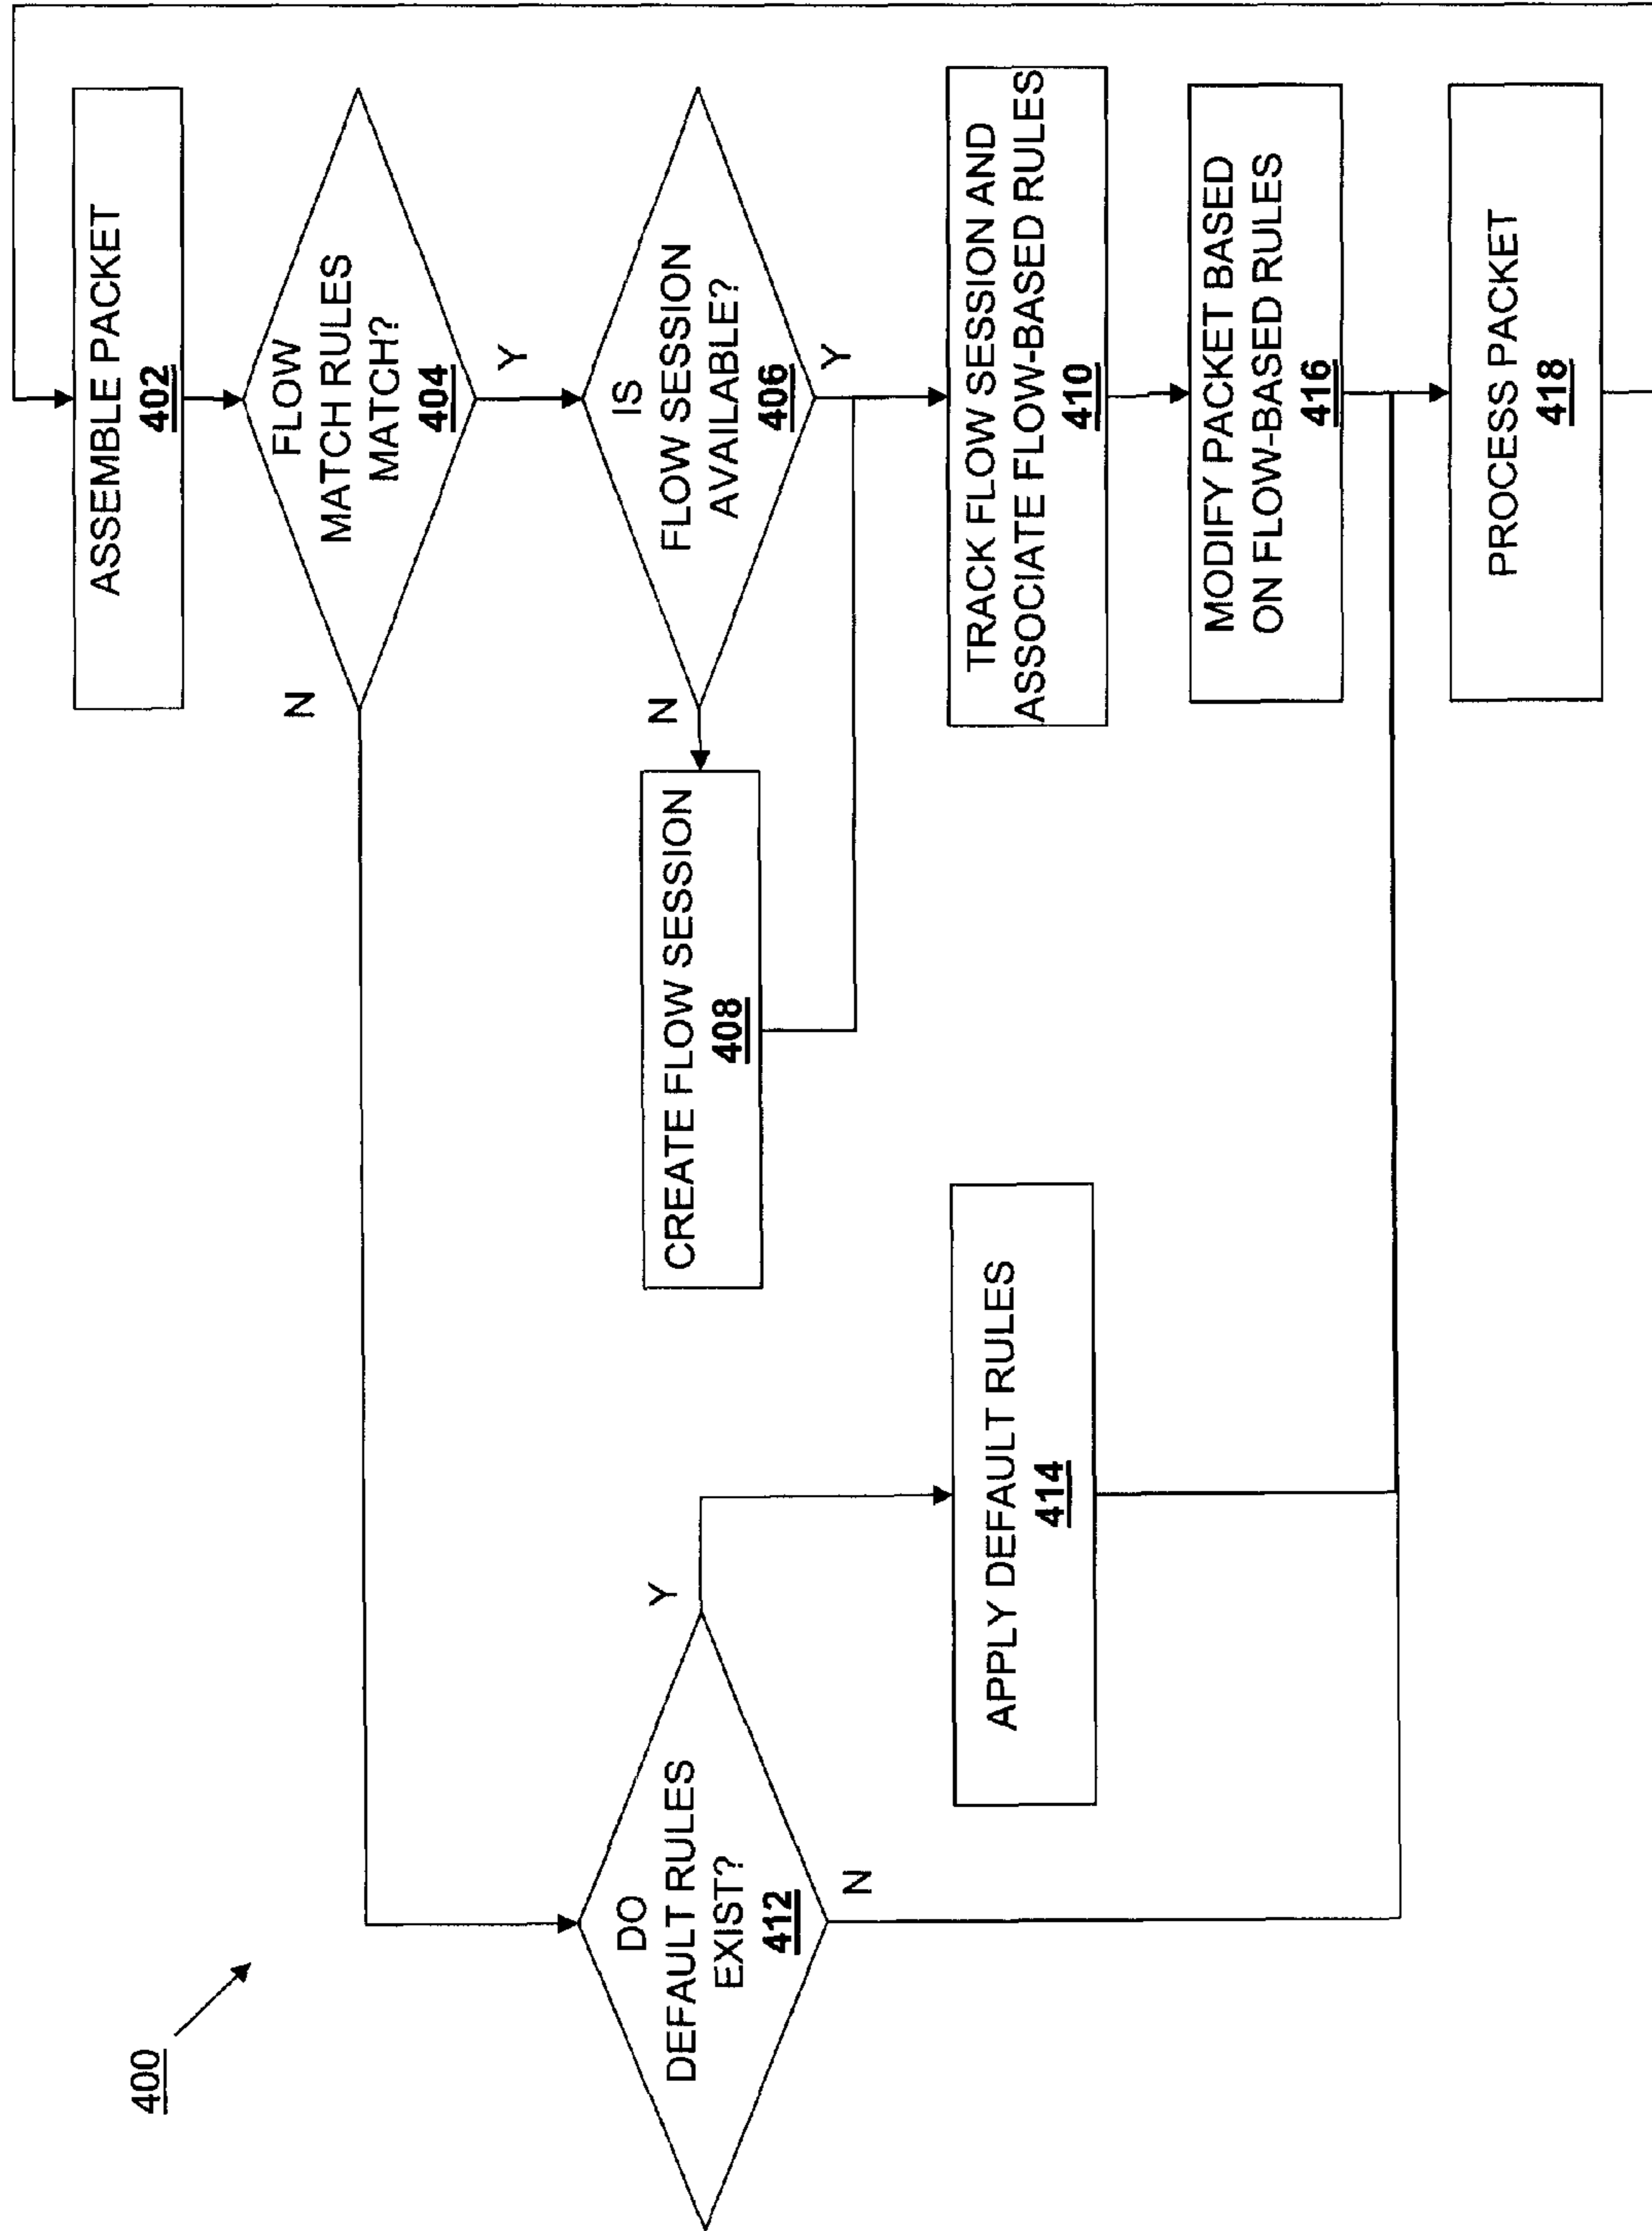 400
ASSEMBLE PACKET
402
FLOW
MATCH RULES
MATCH?
404
N
Y
IS
FLOW SESSION
AVAILABLE?
406
N
Y
CREATE FLOW SESSION
408
TRACK FLOW SESSION AND
ASSOCIATE FLOW-BASED RULES
410
DO
DEFAULT RULES
EXIST?
412
Y
N
APPLY DEFAULT RULES
414
MODIFY PACKET BASED
ON FLOW-BASED RULES
416
PROCESS PACKET
418